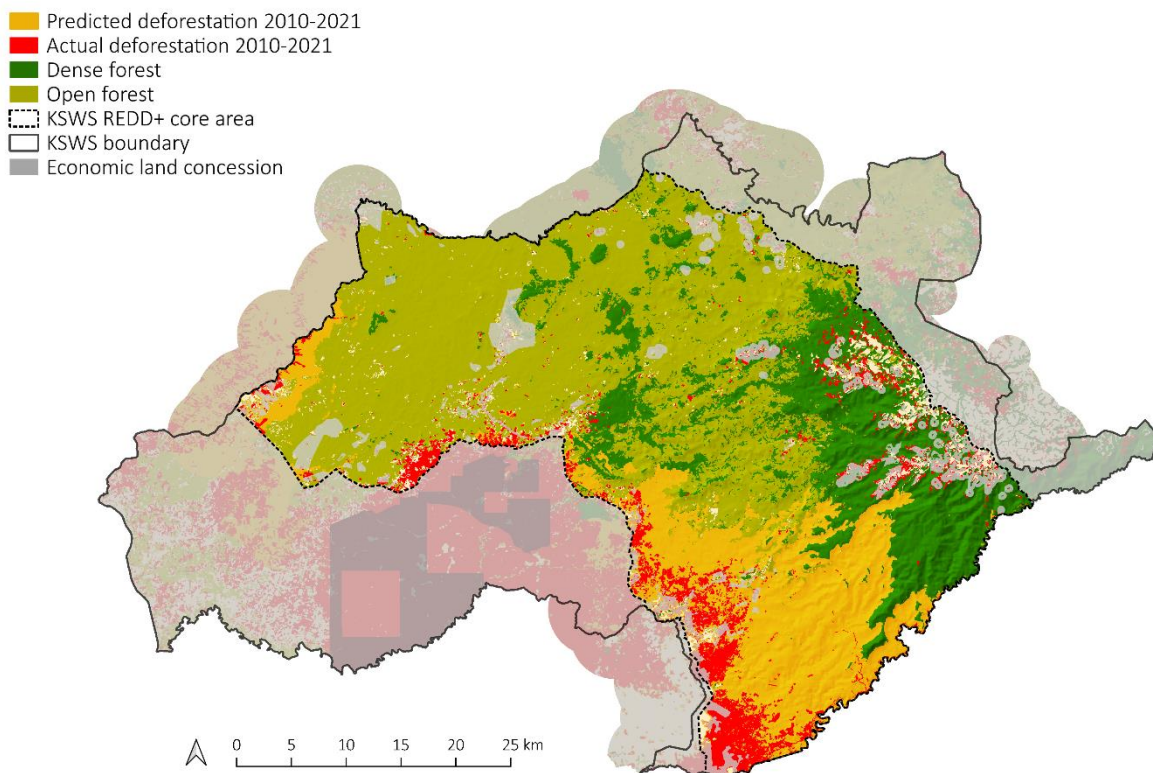 Predicted deforestation 2010-2021
Actual deforestation 2010-2021
Dense forest
Open forest
KSWS REDD+ core area
KSWS boundary
Economic land concession
0 5 10 15 20 25 km